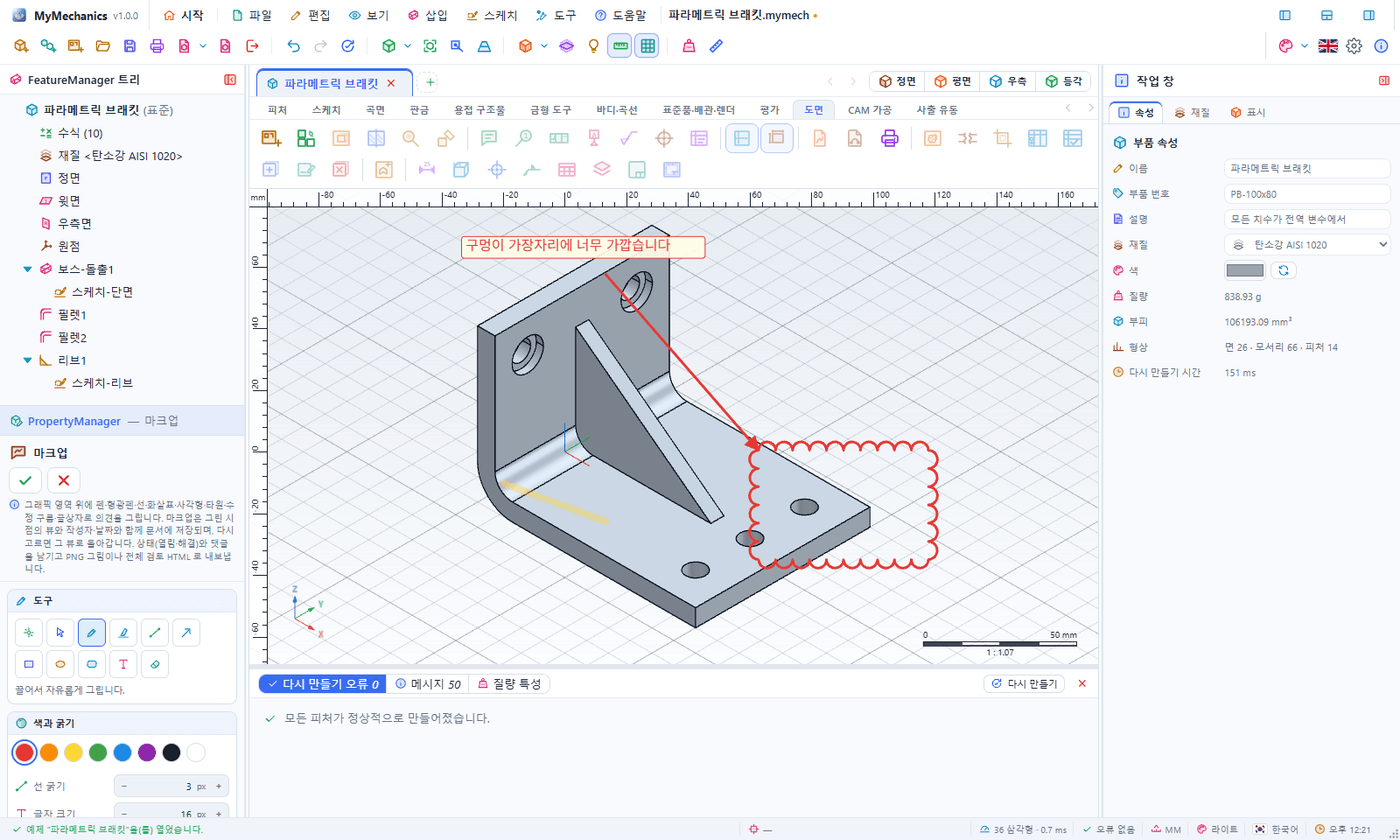 MyMechanics v1.0.0
시작
파일
편집
보기
삽입
스케치
도구
도움말
파라메트릭 브래킷.mymech
FeatureManager 트리
파라메트릭 브래킷 (표준)
수식 (10)
재질 <탄소강 AISI 1020>
정면
윗면
우측면
원점
보스-돌출1
스케치-단면
필렛1
필렛2
리브1
스케치-리브
PropertyManager — 마크업
마크업
그래픽 영역 위에 펜·형광펜·선·화살표·사각형·타원·수
정 구름·글상자로 의견을 그립니다. 마크업은 그린 시
점의 뷰와 작성자·날짜와 함께 문서에 저장되며, 다시
고르면 그 뷰로 돌아갑니다. 상태(열림·해결)와 댓글
을 남기고 PNG 그림이나 전체 검토 HTML 로 내보냅
니다.
도구
끌어서 자유롭게 그립니다.
색과 굵기
선 굵기
− 3 px +
글자 크기
− 16 px +
파라메트릭 브래킷
정면
평면
우측
등각
피처
스케치
곡면
판금
용접 구조물
금형 도구
바디·곡선
표준품·배관·렌더
평가
도면
CAM 가공
사출 유동
mm
-80
-60
-40
-20
0
20
40
60
80
100
120
140
160
60
40
20
0
-20
-40
-60
구멍이 가장자리에 너무 가깝습니다
Z
Y
X
0
50 mm
1 : 1.07
다시 만들기 오류 0
메시지 50
질량 특성
다시 만들기
모든 피처가 정상적으로 만들어졌습니다.
작업 창
속성
재질
표시
부품 속성
이름
파라메트릭 브래킷
부품 번호
PB-100x80
설명
모든 치수가 전역 변수에서
재질
탄소강 AISI 1020
색
질량
838.93 g
부피
106193.09 mm³
형상
면 26 · 모서리 66 · 피처 14
다시 만들기 시간
151 ms
예제 "파라메트릭 브래킷"을(를) 열었습니다.
—
36 삼각형 · 0.7 ms
오류 없음
MM
라이트
한국어
오후 12:21